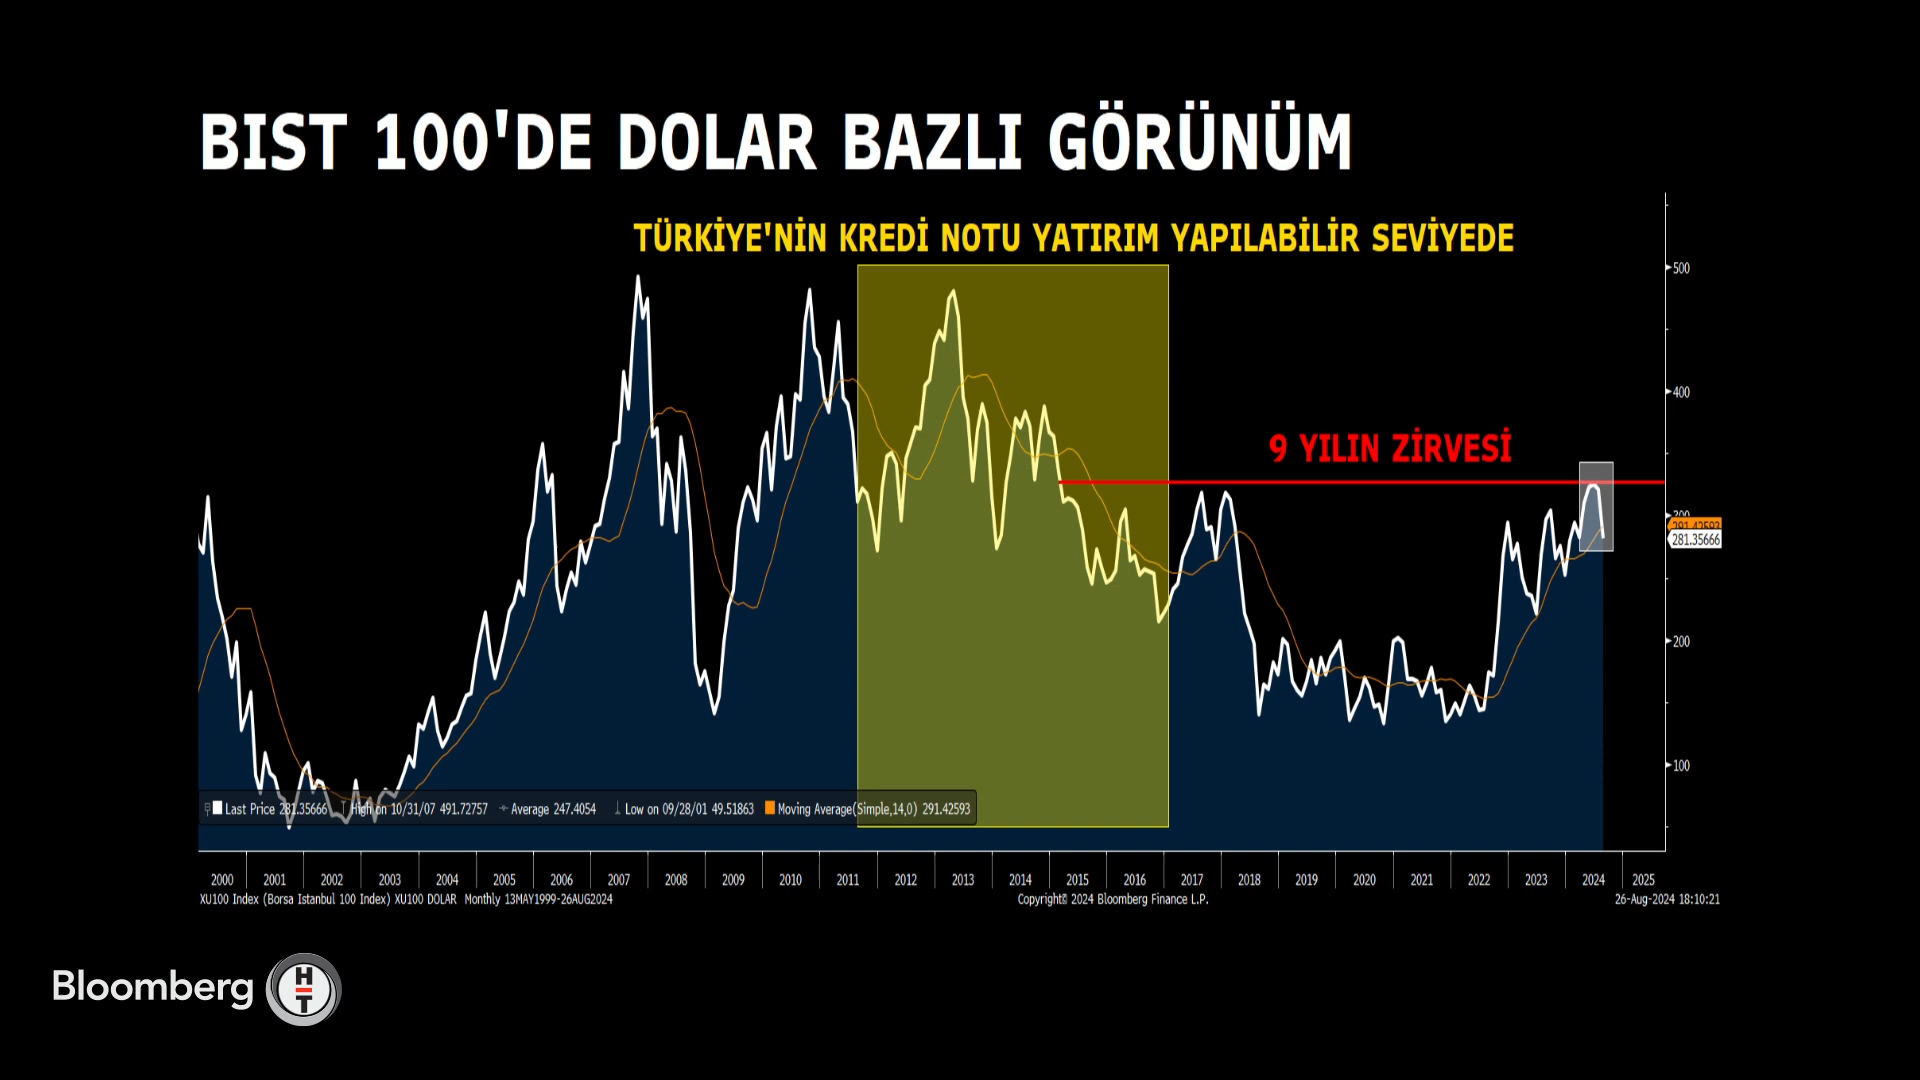 BIST 100'DE DOLAR BAZLI GÖRÜNÜM
TÜRKİYE'NİN KREDİ NOTU YATIRIM YAPILABİLİR SEVİYEDE
500
400
9 YILIN ZİRVESİ
300
291.42593
281.35666
200
100
Last Price 281.35666 High on 10/31/07 491.72757 Average 247.4054 Low on 09/28/01 49.51863 Moving Average(Simple,14,0) 291.42593
2000 2001 2002 2003 2004 2005 2006 2007 2008 2009 2010 2011 2012 2013 2014 2015 2016 2017 2018 2019 2020 2021 2022 2023 2024 2025
XU100 Index (Borsa Istanbul 100 Index) XU100 DOLAR Monthly 13MAY1999-26AUG2024 Copyright© 2024 Bloomberg Finance L.P. 26-Aug-2024 18:10:21
Bloomberg HT